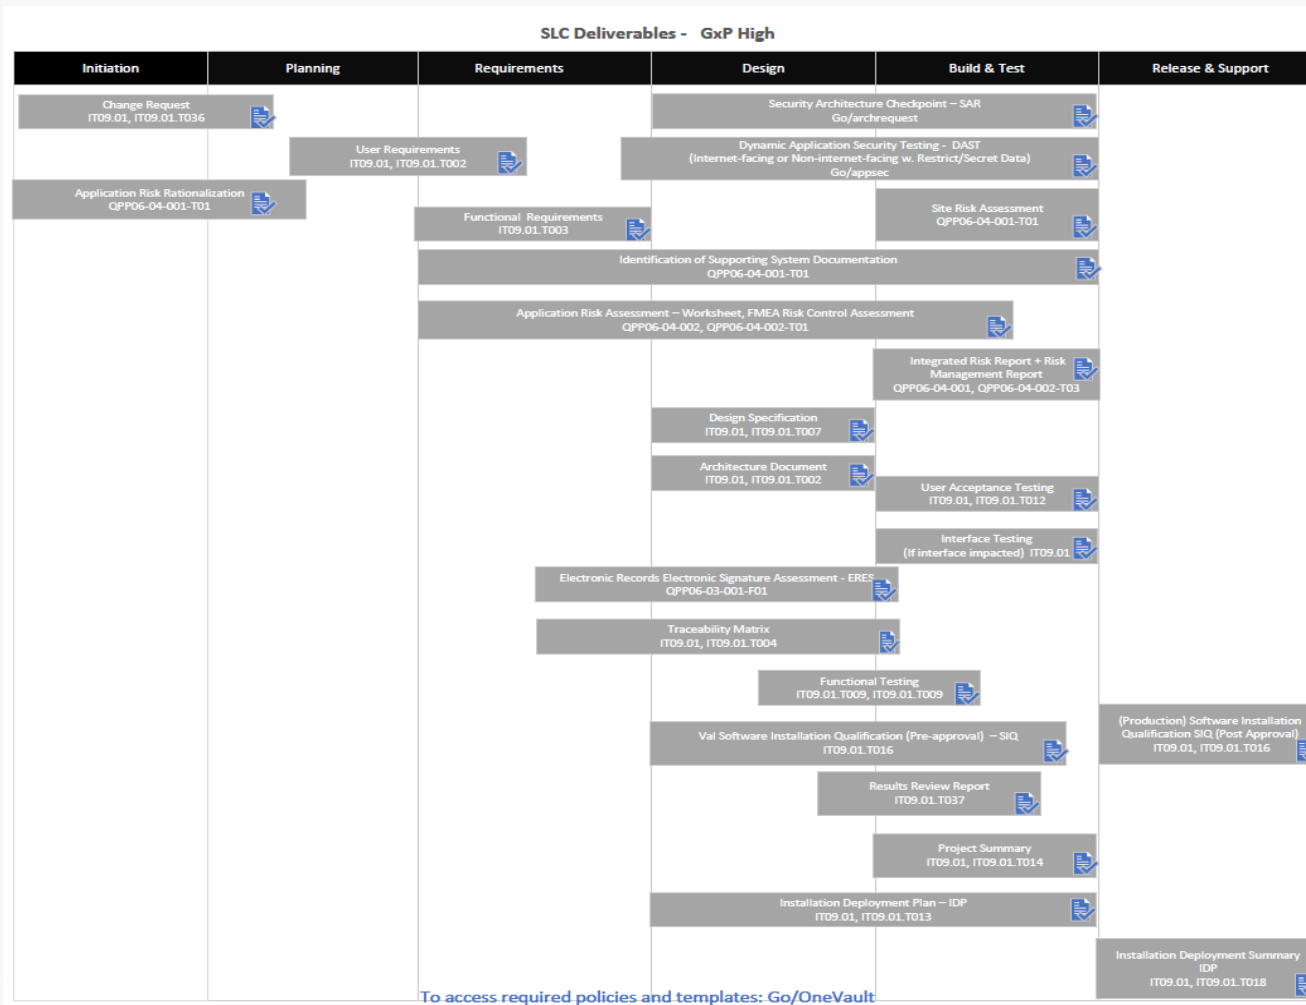 SLC Deliverables - GxP High
Initiation
Planning
Requirements
Design
Build & Test
Release & Support
Change Request
IT09.01, IT09.01.T036
Security Architecture Checkpoint – SAR
Go/archrequest
User Requirements
IT09.01, IT09.01.T002
Dynamic Application Security Testing - DAST
(Internet-facing or Non-internet-facing w. Restrict/Secret Data)
Go/appsec
Application Risk Rationalization
QPP06-04-001-T01
Functional Requirements
IT09.01.T003
Site Risk Assessment
QPP06-04-001-T01
Identification of Supporting System Documentation
QPP06-04-001-T01
Application Risk Assessment – Worksheet, FMEA Risk Control Assessment
QPP06-04-002, QPP06-04-002-T01
Integrated Risk Report + Risk
Management Report
QPP06-04-001, QPP06-04-002-T03
Design Specification
IT09.01, IT09.01.T007
Architecture Document
IT09.01, IT09.01.T002
User Acceptance Testing
IT09.01, IT09.01.T012
Interface Testing
(If interface impacted) IT09.01
Electronic Records Electronic Signature Assessment - ERES
QPP06-03-001-F01
Traceability Matrix
IT09.01, IT09.01.T004
Functional Testing
IT09.01.T009, IT09.01.T009
Val Software Installation Qualification (Pre-approval) – SIQ
IT09.01.T016
(Production) Software Installation
Qualification SIQ (Post Approval)
IT09.01, IT09.01.T016
Results Review Report
IT09.01.T037
Project Summary
IT09.01, IT09.01.T014
Installation Deployment Plan – IDP
IT09.01, IT09.01.T013
Installation Deployment Summary
IDP
IT09.01, IT09.01.T018
To access required policies and templates: Go/OneVault